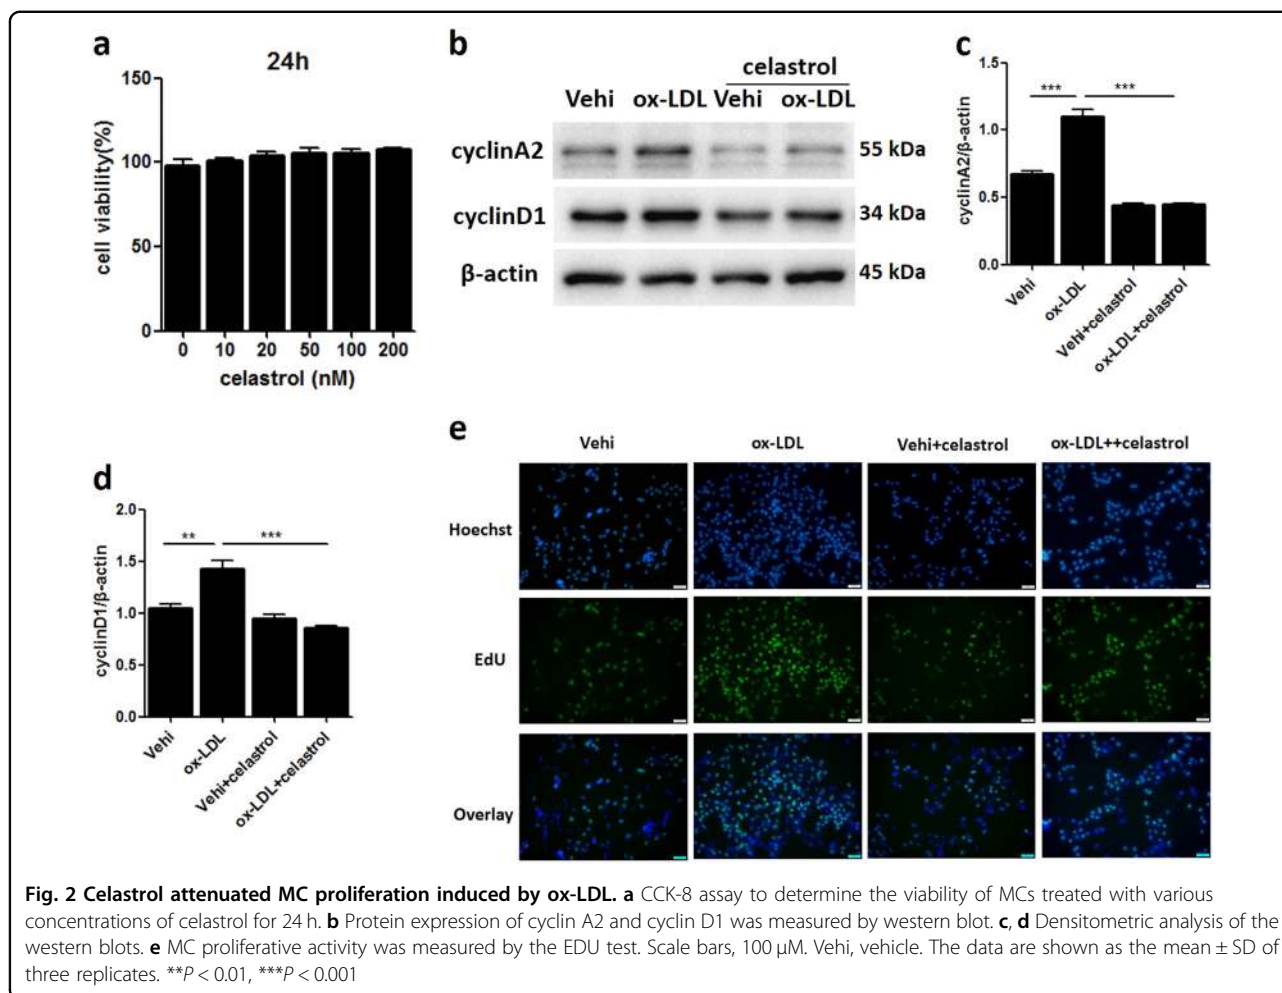 a
24h
150
100
50
0
cell viability(%)
0 10 20 50 100 200
celastrol (nM)
b
celastrol
Vehi ox-LDL Vehi ox-LDL
cyclinA2 55 kDa
cyclinD1 34 kDa
β-actin 45 kDa
c
1.5
1.0
0.5
0.0
cyclinA2/β-actin
*** ***
Vehi
ox-LDL
Vehi+celastrol
ox-LDL+celastrol
d
2.0
1.5
1.0
0.5
0.0
cyclinD1/β-actin
** ***
Vehi
ox-LDL
Vehi+celastrol
ox-LDL+celastrol
e
Vehi ox-LDL Vehi+celastrol ox-LDL++celastrol
Hoechst
EdU
Overlay
Fig. 2 Celastrol attenuated MC proliferation induced by ox-LDL. a CCK-8 assay to determine the viability of MCs treated with various
concentrations of celastrol for 24 h. b Protein expression of cyclin A2 and cyclin D1 was measured by western blot. c, d Densitometric analysis of the
western blots. e MC proliferative activity was measured by the EDU test. Scale bars, 100 µM. Vehi, vehicle. The data are shown as the mean ± SD of
three replicates. **P < 0.01, ***P < 0.001